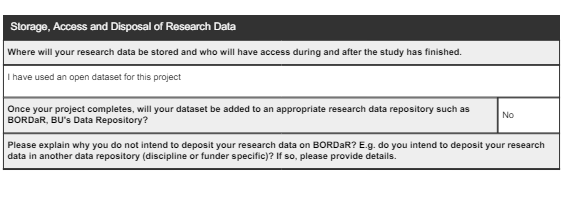 Storage, Access and Disposal of Research Data
Where will your research data be stored and who will have access during and after the study has finished.
I have used an open dataset for this project
Once your project completes, will your dataset be added to an appropriate research data repository such as
BORDaR, BU's Data Repository?
No
Please explain why you do not intend to deposit your research data on BORDaR? E.g. do you intend to deposit your research
data in another data repository (discipline or funder specific)? If so, please provide details.